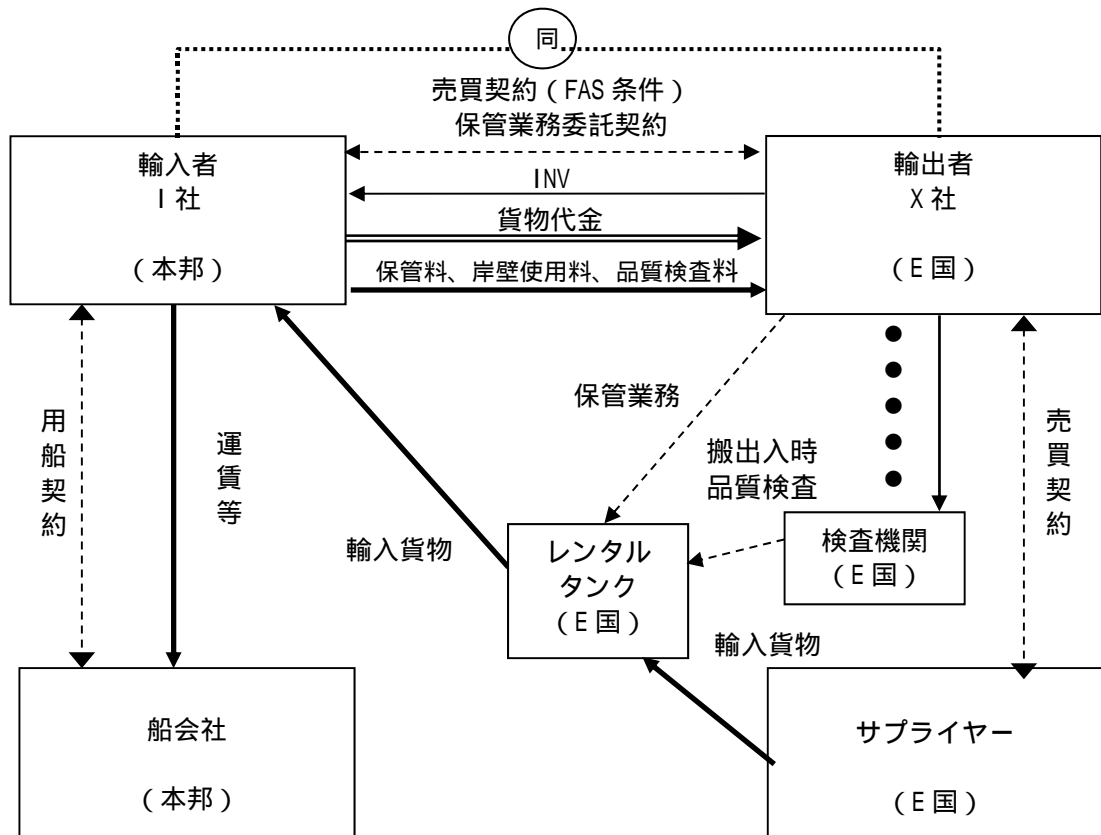 同
売買契約(FAS条件)
保管業務委託契約
輸入者
I社
(本邦)
輸出者
X社
(E国)
INV
貨物代金
保管料、岸壁使用料、品質検査料
用船契約
運賃等
保管業務
搬出入時
品質検査
売買契約
輸入貨物
レンタル
タンク
(E国)
検査機関
(E国)
輸入貨物
船会社
(本邦)
サプライヤー
(E国)